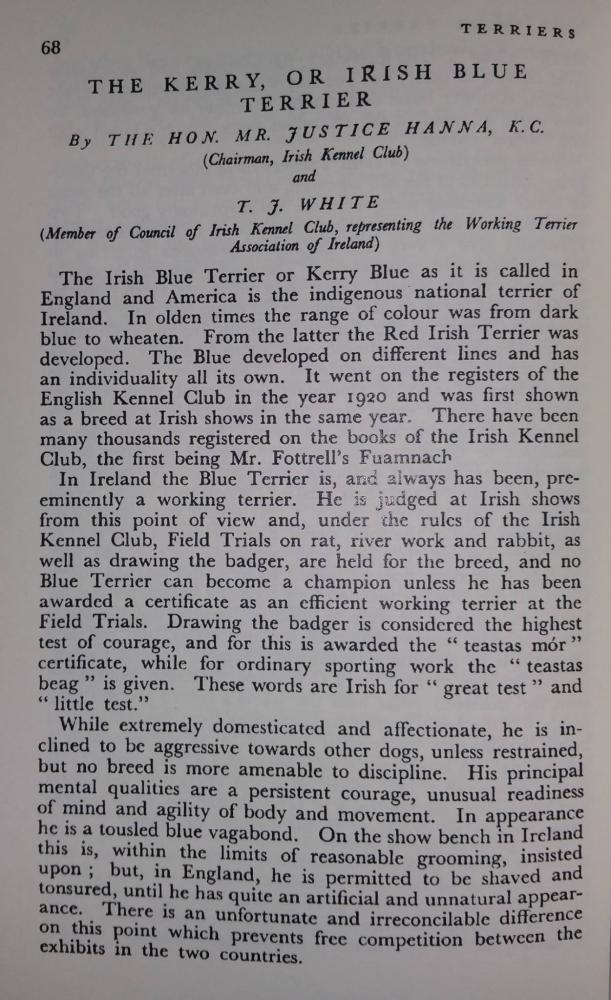 68
TERRIERS
THE KERRY, OR IRISH BLUE
TERRIER
By THE HON. MR. JUSTICE HANNA, K.C.
(Chairman, Irish Kennel Club)
and
T. J. WHITE
(Member of Council of Irish Kennel Club, representing the Working Terrier
Association of Ireland)
The Irish Blue Terrier or Kerry Blue as it is called in
England and America is the indigenous national terrier of
Ireland. In olden times the range of colour was from dark
blue to wheaten. From the latter the Red Irish Terrier was
developed. The Blue developed on different lines and has
an individuality all its own. It went on the registers of the
English Kennel Club in the year 1920 and was first shown
as a breed at Irish shows in the same year. There have been
many thousands registered on the books of the Irish Kennel
Club, the first being Mr. Fottrell's Fuamnach
In Ireland the Blue Terrier is, and always has been, pre-
eminently a working terrier. He is judged at Irish shows
from this point of view and, under the rules of the Irish
Kennel Club, Field Trials on rat, river work and rabbit, as
well as drawing the badger, are held for the breed, and no
Blue Terrier can become a champion unless he has been
awarded a certificate as an efficient working terrier at the
Field Trials. Drawing the badger is considered the highest
test of courage, and for this is awarded the " teastas mór "
certificate, while for ordinary sporting work the " teastas
beag " is given. These words are Irish for " great test " and
" little test."
While extremely domesticated and affectionate, he is in-
clined to be aggressive towards other dogs, unless restrained,
but no breed is more amenable to discipline. His principal
mental qualities are a persistent courage, unusual readiness
of mind and agility of body and movement. In appearance
he is a tousled blue vagabond. On the show bench in Ireland
this is, within the limits of reasonable grooming, insisted
upon ; but, in England, he is permitted to be shaved and
tonsured, until he has quite an artificial and unnatural appear-
ance. There is an unfortunate and irreconcilable difference
on this point which prevents free competition between the
exhibits in the two countries.